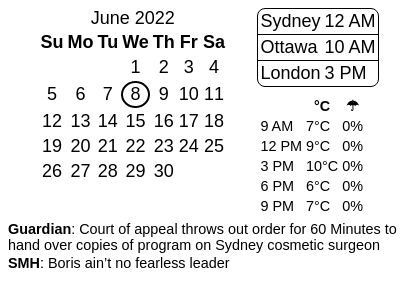 June 2022
Su Mo Tu We Th Fr Sa
1 2 3 4
5 6 7 8 9 10 11
12 13 14 15 16 17 18
19 20 21 22 23 24 25
26 27 28 29 30
Sydney 12 AM
Ottawa 10 AM
London 3 PM
°C ☂
9 AM 7°C 0%
12 PM 9°C 0%
3 PM 10°C 0%
6 PM 6°C 0%
9 PM 7°C 0%
Guardian: Court of appeal throws out order for 60 Minutes to
hand over copies of program on Sydney cosmetic surgeon
SMH: Boris ain’t no fearless leader